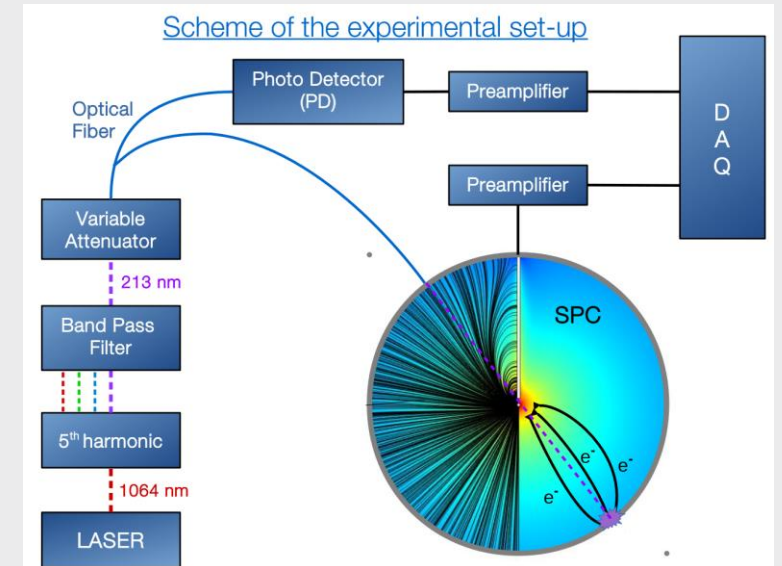 Scheme of the experimental set-up
Photo Detector
(PD)
Preamplifier
D
A
Q
Optical
Fiber
Preamplifier
Variable
Attenuator
213 nm
SPC
Band Pass
Filter
5th harmonic
e-
e-
e-
1064 nm
LASER